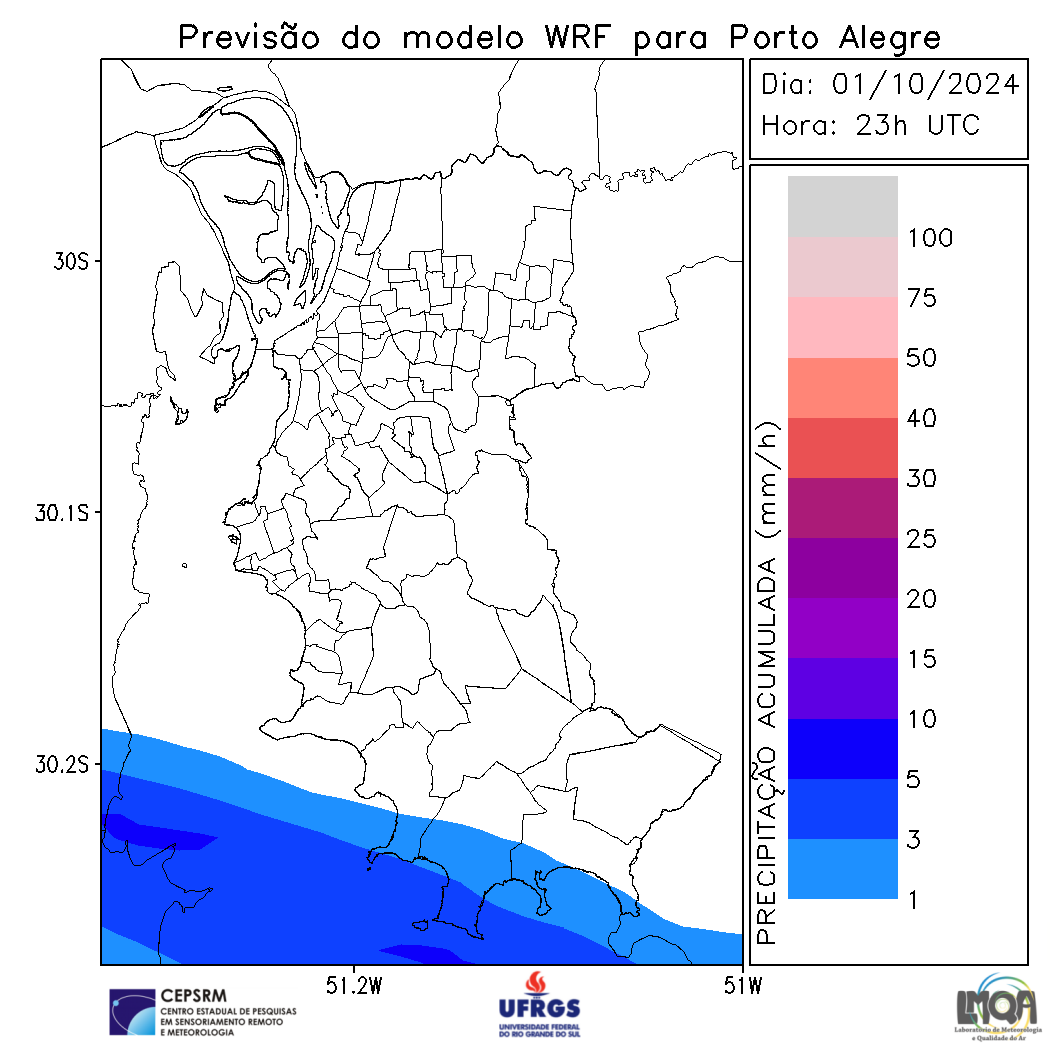 Previsão do modelo WRF para Porto Alegre
Dia: 01/10/2024
Hora: 23h UTC
30S
30.1S
30.2S
51.2W
51W
PRECIPITAÇÃO ACUMULADA (mm/h)
100
75
50
40
30
25
20
15
10
5
3
1
CEPSRM
CENTRO ESTADUAL DE PESQUISAS
EM SENSORIAMENTO REMOTO
E METEOROLOGIA
UFRGS
UNIVERSIDADE FEDERAL
DO RIO GRANDE DO SUL
LMQA
Laboratório de Meteorologia
e Qualidade do Ar